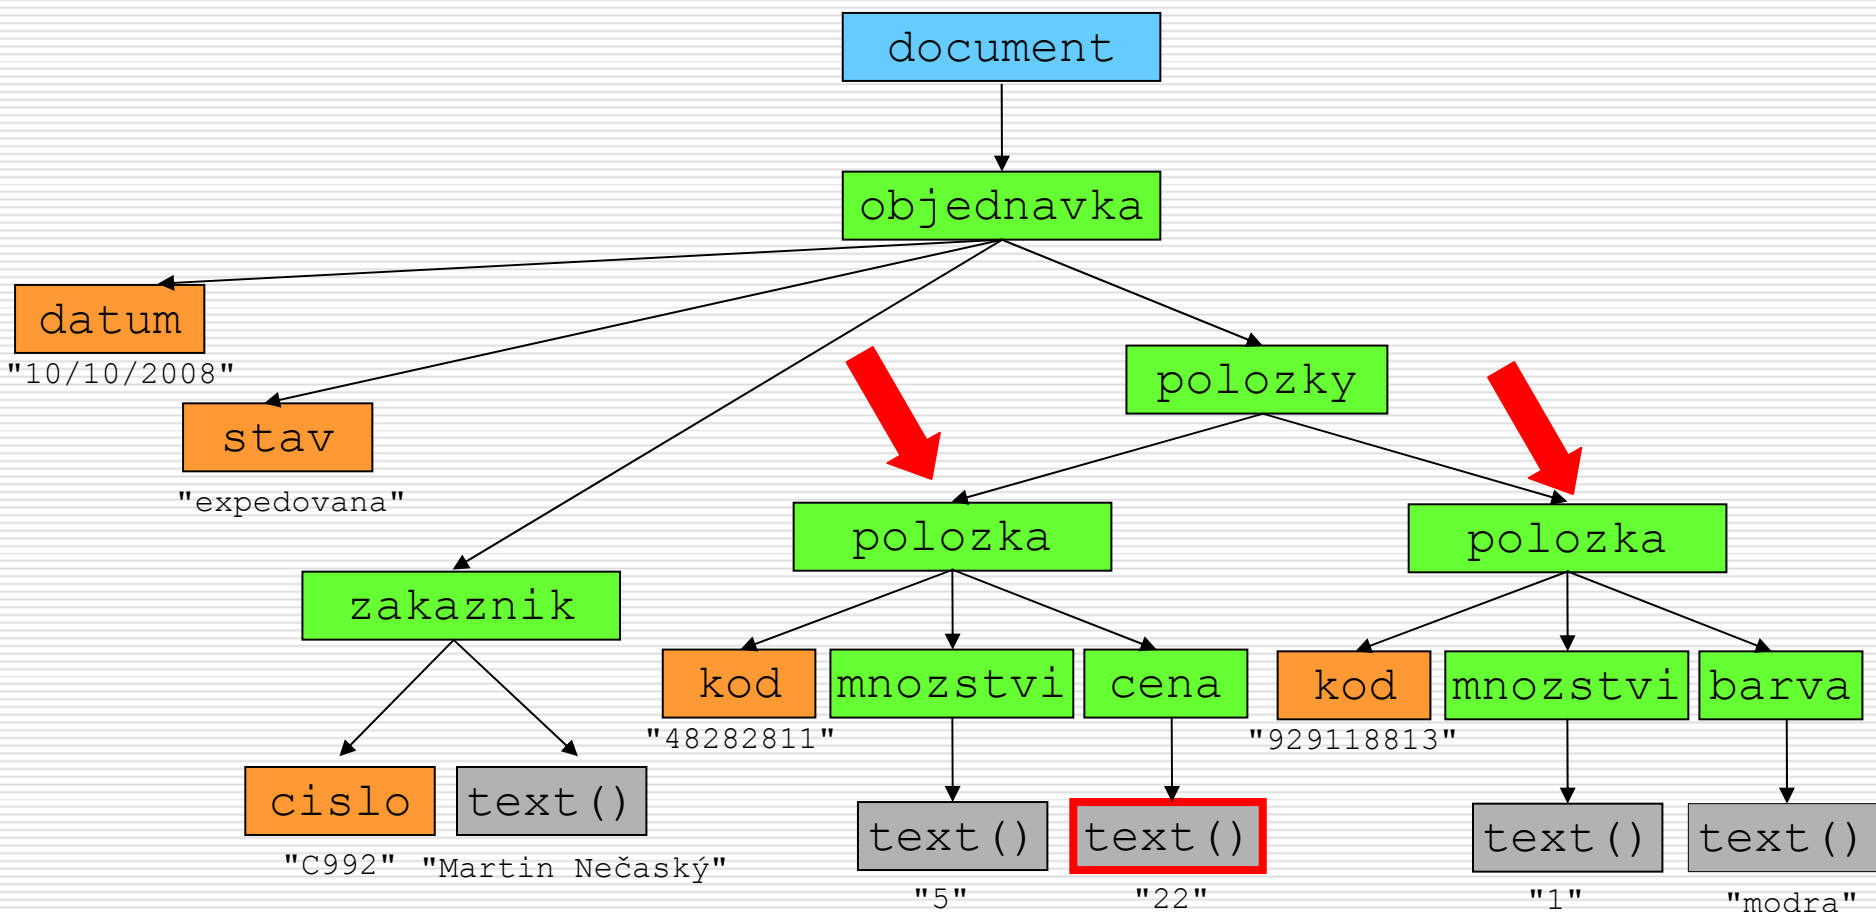 document
objednavka
datum
"10/10/2008"
stav
"expedovana"
polozky
polozka
polozka
zakaznik
kod
mnozstvi
cena
kod
mnozstvi
barva
"48282811"
"929118813"
cislo
text()
text()
text()
text()
text()
"C992"
"Martin Nečaský"
"5"
"22"
"1"
"modra"